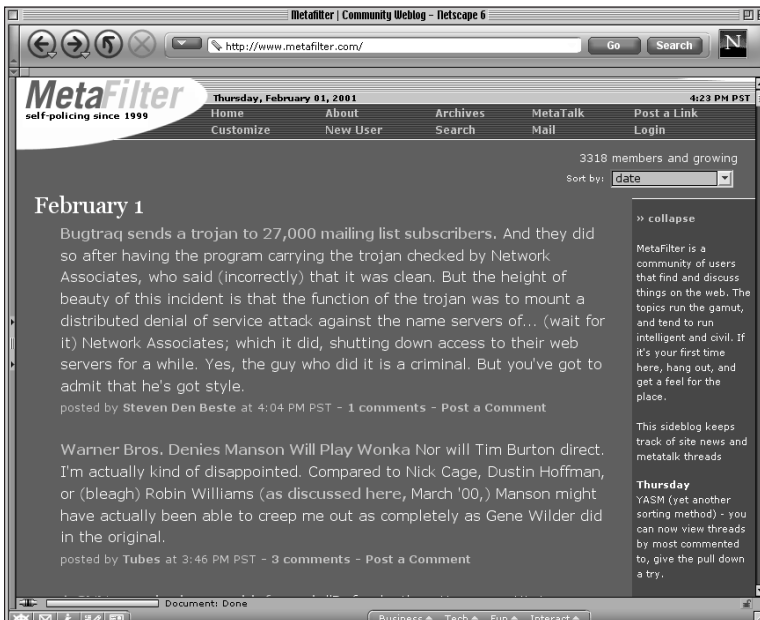 Metafilter | Community Weblog – Netscape 6
http://www.metafilter.com/
Go
Search
N
MetaFilter
self-policing since 1999
Thursday, February 01, 2001
4:23 PM PST
Home About Archives MetaTalk Post a Link
Customize New User Search Mail Login
3318 members and growing
Sort by: date
February 1
Bugtraq sends a trojan to 27,000 mailing list subscribers. And they did
so after having the program carrying the trojan checked by Network
Associates, who said (incorrectly) that it was clean. But the height of
beauty of this incident is that the function of the trojan was to mount a
distributed denial of service attack against the name servers of... (wait for
it) Network Associates; which it did, shutting down access to their web
servers for a while. Yes, the guy who did it is a criminal. But you've got to
admit that he's got style.
posted by Steven Den Beste at 4:04 PM PST - 1 comments - Post a Comment
Warner Bros. Denies Manson Will Play Wonka Nor will Tim Burton direct.
I'm actually kind of disappointed. Compared to Nick Cage, Dustin Hoffman,
or (bleagh) Robin Williams (as discussed here, March '00,) Manson might
have actually been able to creep me out as completely as Gene Wilder did
in the original.
posted by Tubes at 3:46 PM PST - 3 comments - Post a Comment
» collapse
MetaFilter is a
community of users
that find and discuss
things on the web. The
topics run the gamut,
and tend to run
intelligent and civil. If
it's your first time
here, hang out, and
get a feel for the
place.
This sideblog keeps
track of site news and
metatalk threads
Thursday
YASM (yet another
sorting method) - you
can now view threads
by most commented
to, give the pull down
a try.
Document: Done
Business Tech Fun Interact